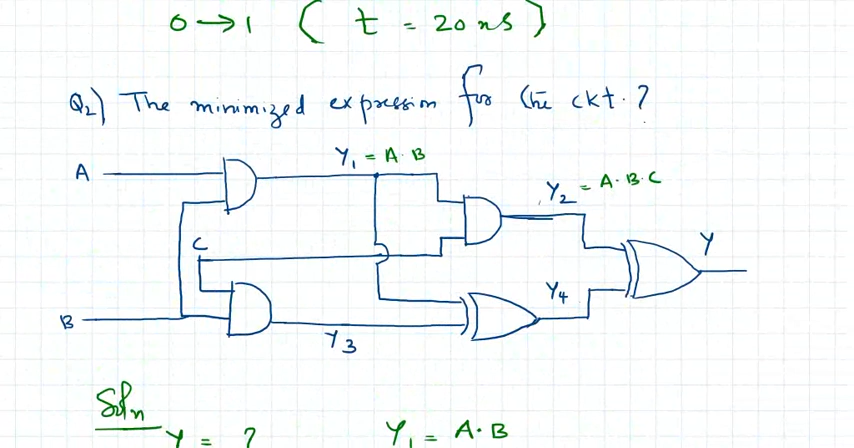 0 → 1 ( t = 20 ns )
Q2) The minimized expression for the ckt. ?
Y1 = A · B
A
Y2 = A · B · C
C
Y
Y4
B
Y3
Soln
Y = ?
Y1 = A · B